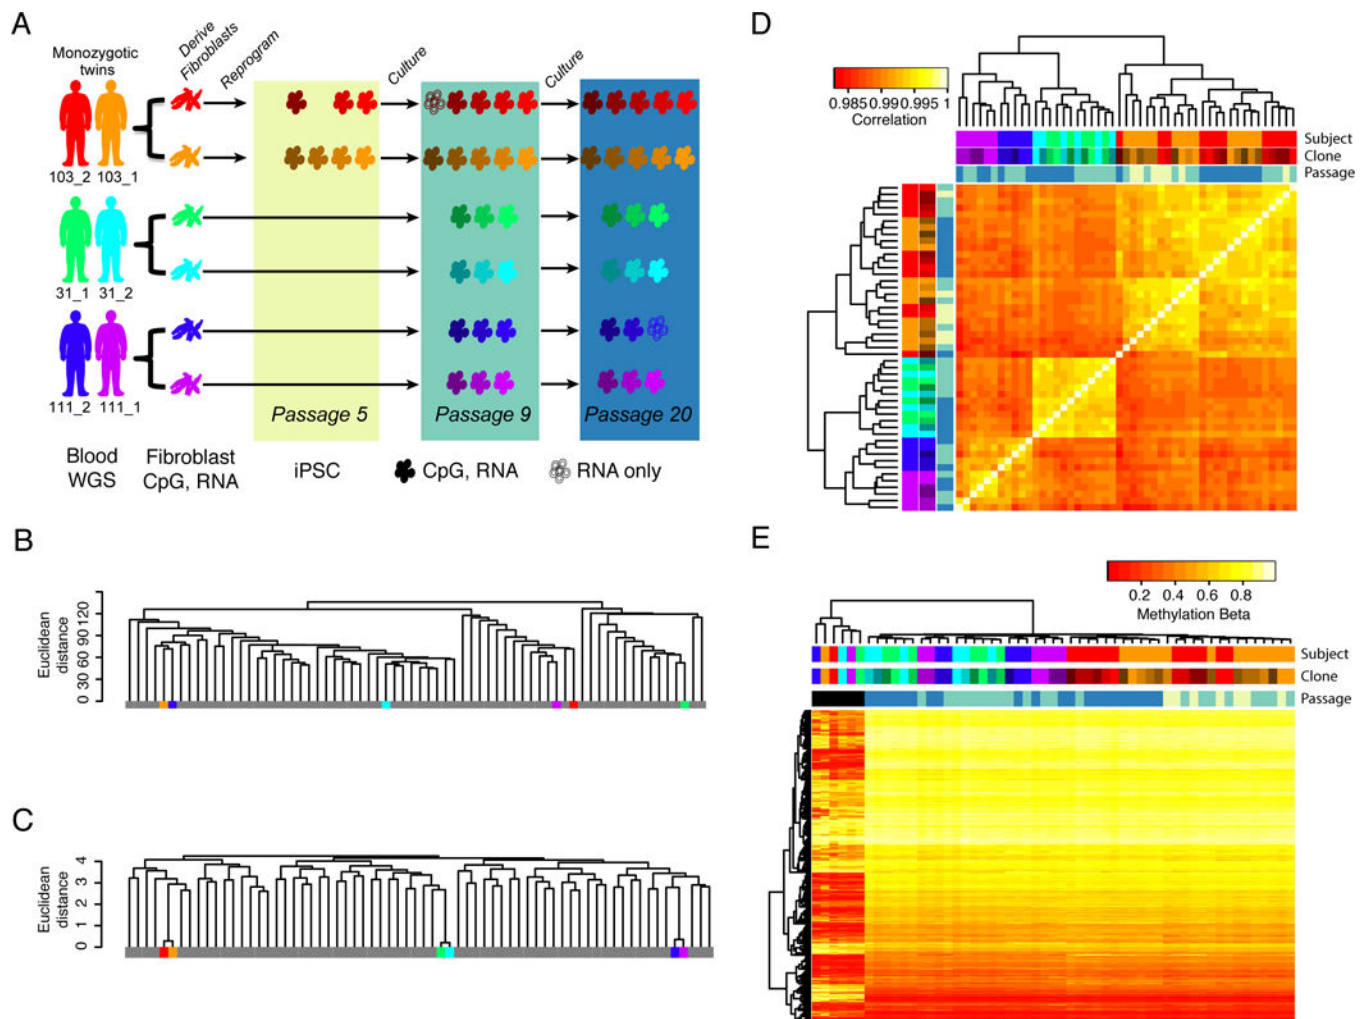 A
Monozygotic
twins
Derive
Fibroblasts
Reprogram
Culture
Culture
103_2 103_1
31_1 31_2
111_2 111_1
Passage 5
Passage 9
Passage 20
Blood
WGS
Fibroblast
CpG, RNA
iPSC
CpG, RNA
RNA only
B
Euclidean
distance
0 30 60 90 120
C
Euclidean
distance
0 1 2 3 4
D
0.985 0.99 0.995 1
Correlation
Subject
Clone
Passage
E
0.2 0.4 0.6 0.8
Methylation Beta
Subject
Clone
Passage